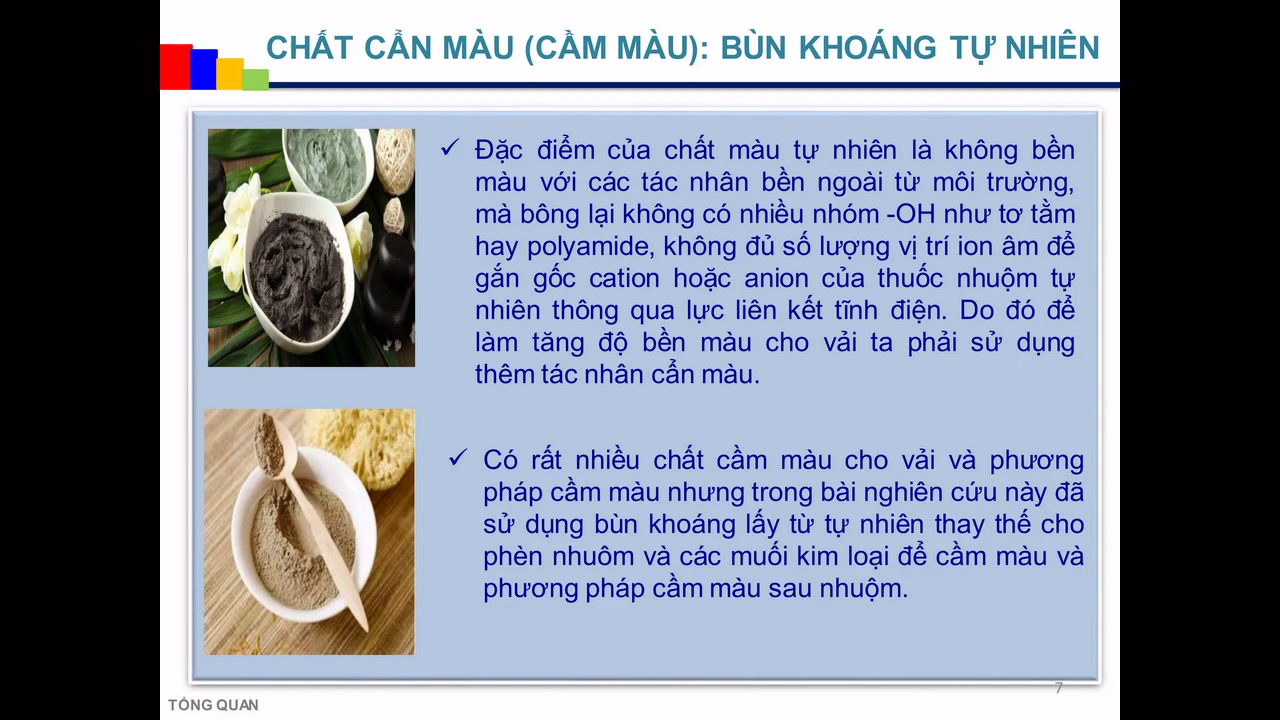 CHẤT CẨN MÀU (CẦM MÀU): BÙN KHOÁNG TỰ NHIÊN
✓ Đặc điểm của chất màu tự nhiên là không bền
màu với các tác nhân bền ngoài từ môi trường,
mà bông lại không có nhiều nhóm -OH như tơ tằm
hay polyamide, không đủ số lượng vị trí ion âm để
gắn gốc cation hoặc anion của thuốc nhuộm tự
nhiên thông qua lực liên kết tĩnh điện. Do đó để
làm tăng độ bền màu cho vải ta phải sử dụng
thêm tác nhân cẩn màu.
✓ Có rất nhiều chất cầm màu cho vải và phương
pháp cầm màu nhưng trong bài nghiên cứu này đã
sử dụng bùn khoáng lấy từ tự nhiên thay thế cho
phèn nhuôm và các muối kim loại để cầm màu và
phương pháp cầm màu sau nhuộm.
7
TỔNG QUAN